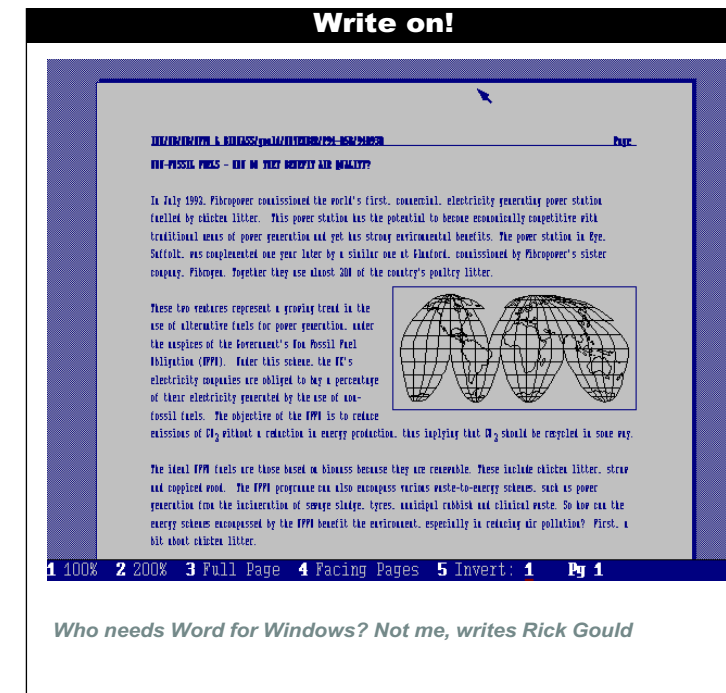 Write on!
Page
NON-FOSSIL FUELS - HOW DO THEY BENEFIT AIR QUALITY?
In July 1993, Fibropower comissioned the world's first, commercial, electricity generating power station
fuelled by chicken litter. This power station has the potential to become economically competitive with
traditional means of power generation and yet has strong environmental benefits. The power station in Eye,
Suffolk, was complemented one year later by a similar one at Glanford, comissioned by Fibropower's sister
company, Fibrogen. Together they use almost 20% of the country's poultry litter.
These two ventures represent a growing trend in the
use of alternative fuels for power generation, under
the auspices of the Government's Non Fossil Fuel
Obligation (NFFO). Under this scheme, the UK's
electricity companies are obliged to buy a percentage
of their electricity generated by the use of non-
fossil fuels. The objective of the NFFO is to reduce
emissions of CO2 without a reduction in energy production, thus implying that CO2 should be recycled in some way.
The ideal NFFO fuels are those based on biomass because they are renewable. These include chicken litter, straw
and coppiced wood. The NFFO programme can also encompass various waste-to-energy schemes, such as power
generation from the incineration of sewage sludge, tyres, municipal rubbish and clinical waste. So how can the
energy schemes encompassed by the NFFO benefit the environment, especially in reducing air pollution? First, a
bit about chicken litter.
1 100% 2 200% 3 Full Page 4 Facing Pages 5 Invert: 1 Pg 1
Who needs Word for Windows? Not me, writes Rick Gould